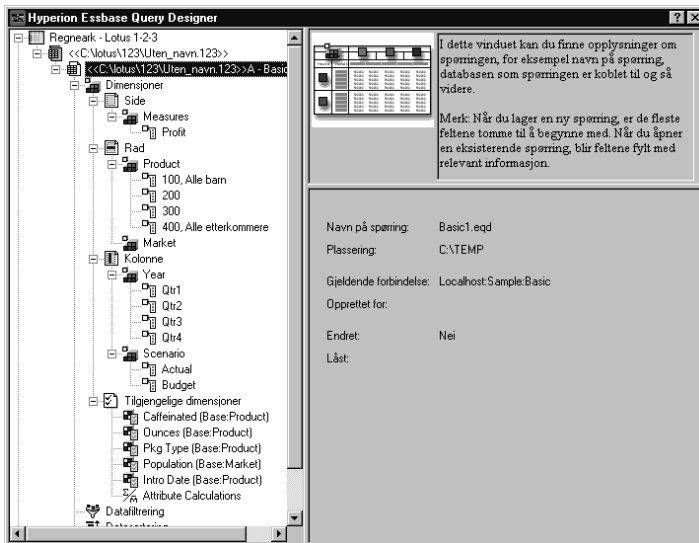 Hyperion Essbase Query Designer
Regneark - Lotus 1-2-3
<<C:\lotus\123\Uten_navn.123>>
<<C:\lotus\123\Uten_navn.123>>A - Basic
Dimensjoner
Side
Measures
Profit
Rad
Product
100, Alle barn
200
300
400, Alle etterkommere
Market
Kolonne
Year
Qtr1
Qtr2
Qtr3
Qtr4
Scenario
Actual
Budget
Tilgjengelige dimensjoner
Caffeinated (Base:Product)
Ounces (Base:Product)
Pkg Type (Base:Product)
Population (Base:Market)
Intro Date (Base:Product)
Attribute Calculations
Datafiltrering
Datasortering
I dette vinduet kan du finne opplysninger om
spørringen, for eksempel navn på spørring,
databasen som spørringen er koblet til og så
videre.
Merk: Når du lager en ny spørring, er de fleste
feltene tomme til å begynne med. Når du åpner
en eksisterende spørring, blir feltene fylt med
relevant informasjon.
Navn på spørring: Basic1.eqd
Plassering: C:\TEMP
Gjeldende forbindelse: Localhost:Sample:Basic
Opprettet for:
Endret: Nei
Låst: